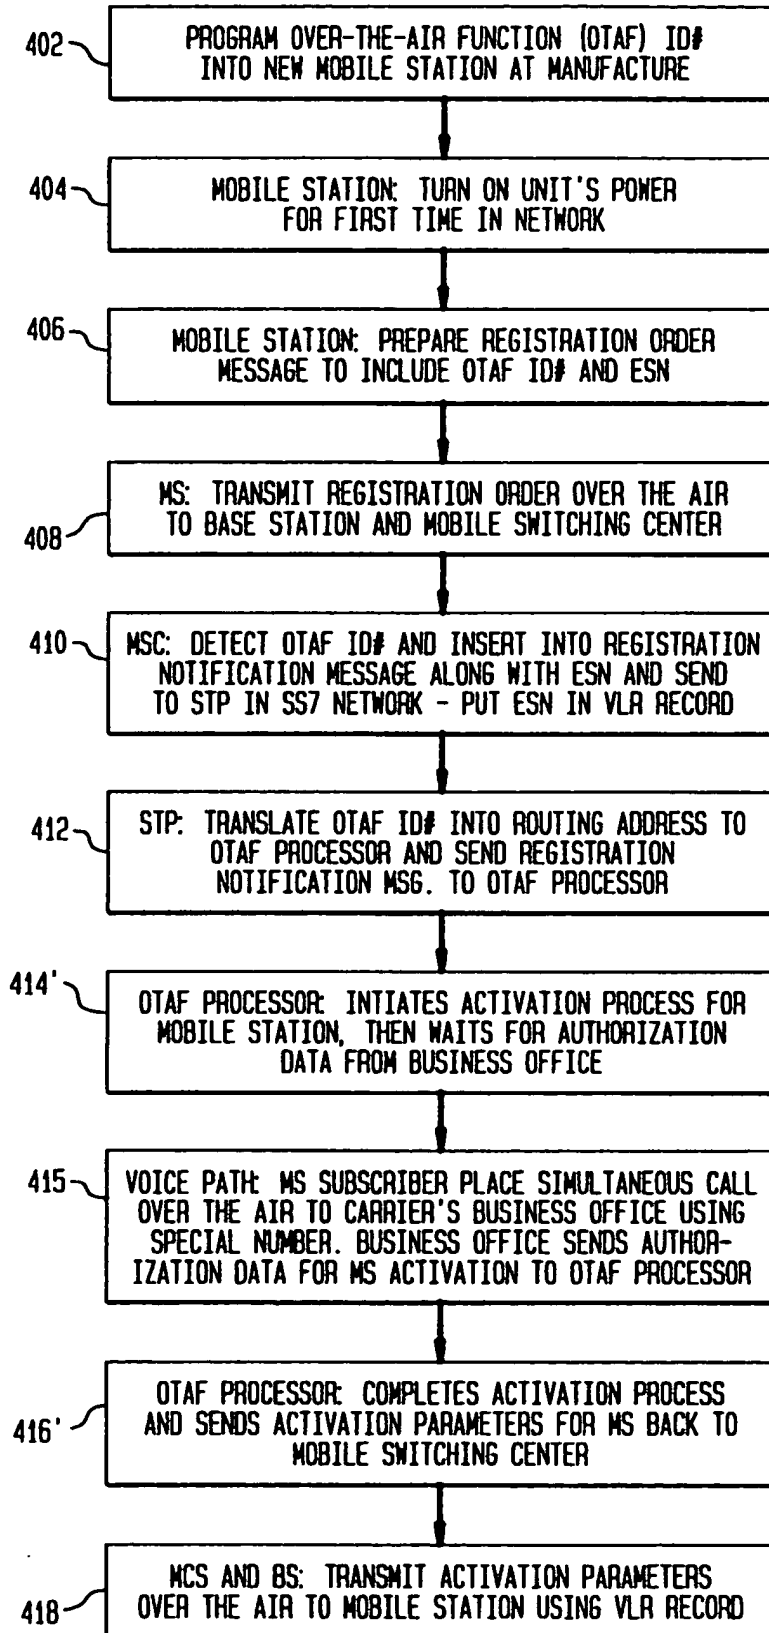 402
PROGRAM OVER-THE-AIR FUNCTION (OTAF) ID#
INTO NEW MOBILE STATION AT MANUFACTURE
404
MOBILE STATION: TURN ON UNIT'S POWER
FOR FIRST TIME IN NETWORK
406
MOBILE STATION: PREPARE REGISTRATION ORDER
MESSAGE TO INCLUDE OTAF ID# AND ESN
408
MS: TRANSMIT REGISTRATION ORDER OVER THE AIR
TO BASE STATION AND MOBILE SWITCHING CENTER
410
MSC: DETECT OTAF ID# AND INSERT INTO REGISTRATION
NOTIFICATION MESSAGE ALONG WITH ESN AND SEND
TO STP IN SS7 NETWORK - PUT ESN IN VLR RECORD
412
STP: TRANSLATE OTAF ID# INTO ROUTING ADDRESS TO
OTAF PROCESSOR AND SEND REGISTRATION
NOTIFICATION MSG. TO OTAF PROCESSOR
414'
OTAF PROCESSOR: INTIATES ACTIVATION PROCESS FOR
MOBILE STATION, THEN WAITS FOR AUTHORIZATION
DATA FROM BUSINESS OFFICE
415
VOICE PATH: MS SUBSCRIBER PLACE SIMULTANEOUS CALL
OVER THE AIR TO CARRIER'S BUSINESS OFFICE USING
SPECIAL NUMBER. BUSINESS OFFICE SENDS AUTHOR-
IZATION DATA FOR MS ACTIVATION TO OTAF PROCESSOR
416'
OTAF PROCESSOR: COMPLETES ACTIVATION PROCESS
AND SENDS ACTIVATION PARAMETERS FOR MS BACK TO
MOBILE SWITCHING CENTER
418
MCS AND BS: TRANSMIT ACTIVATION PARAMETERS
OVER THE AIR TO MOBILE STATION USING VLR RECORD